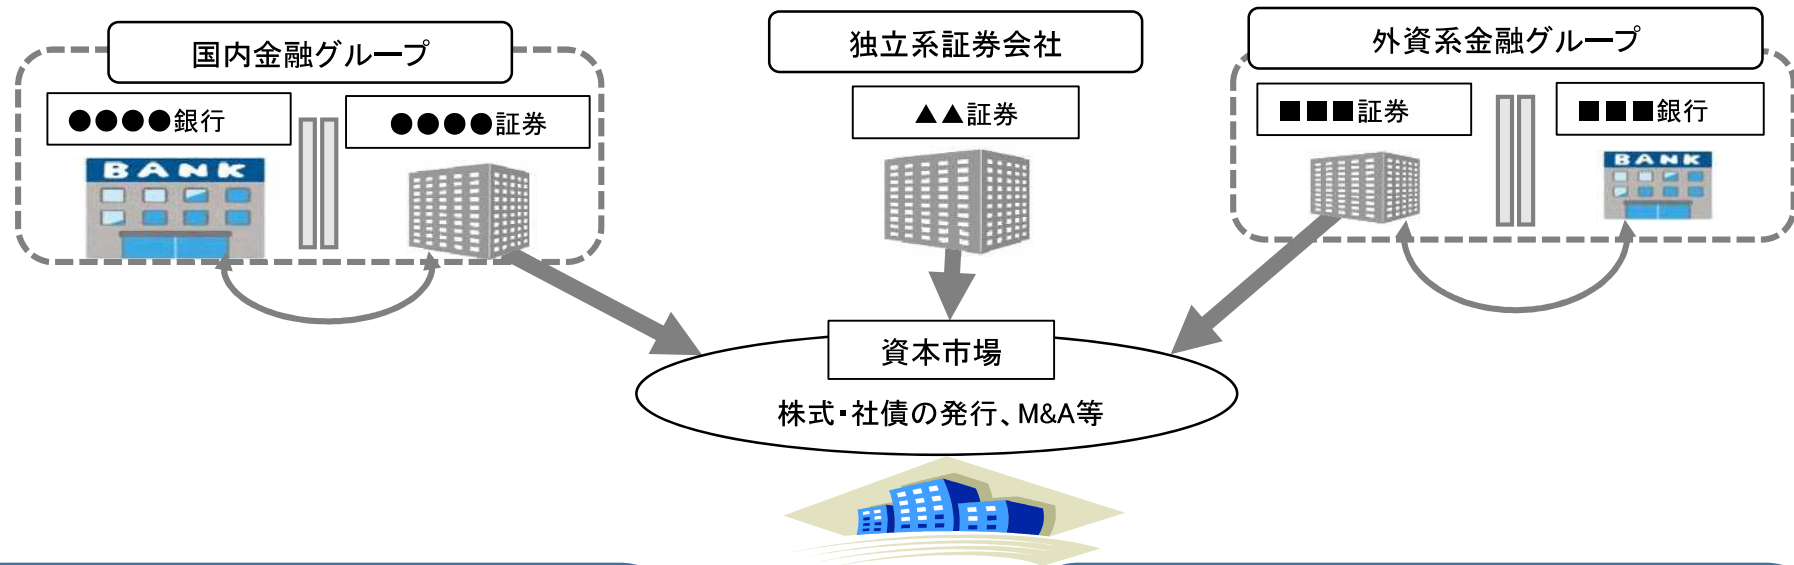 国内金融グループ
独立系証券会社
外資系金融グループ
●●●●銀行
●●●●証券
▲▲証券
■■■証券
■■■銀行
BANK
BANK
資本市場
株式・社債の発行、M&A等